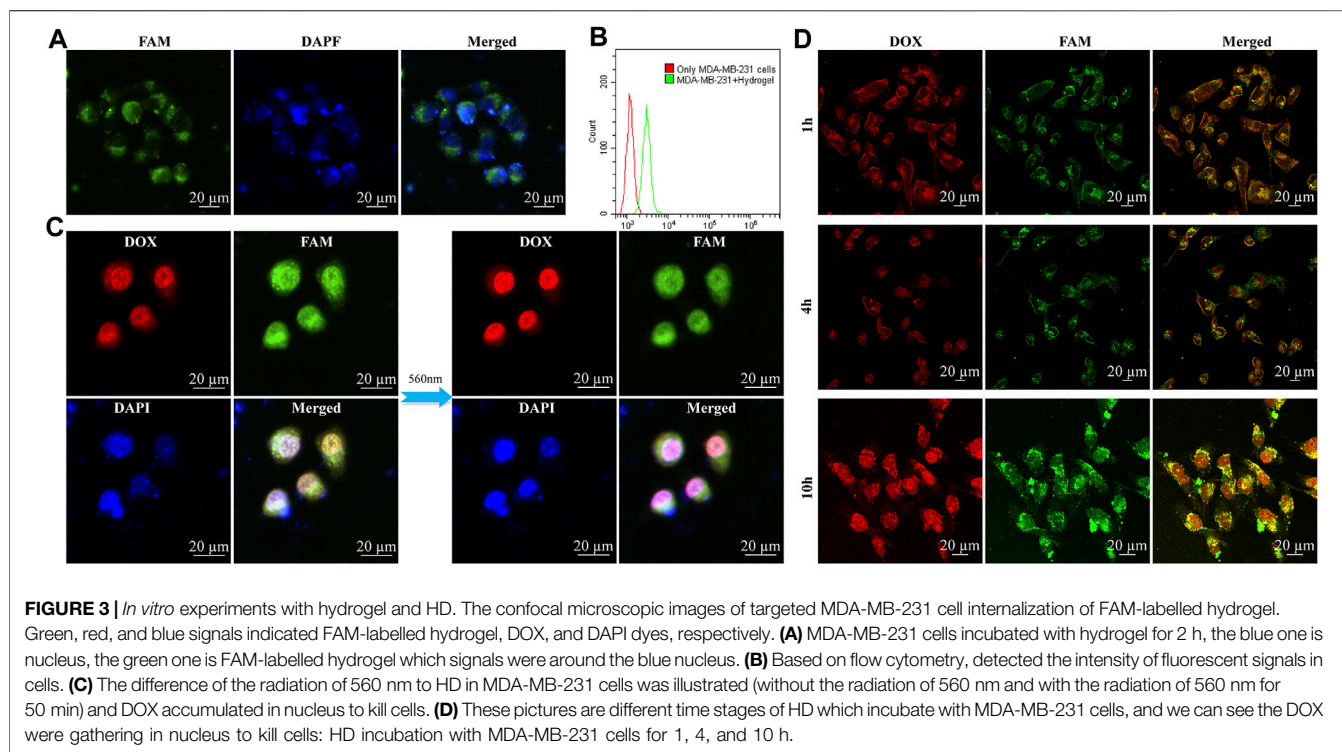 A
FAM
DAPF
Merged
20 µm
20 µm
20 µm
B
Only MDA-MB-231 cells
MDA-MB-231+Hydrogel
200
100
0
Count
10³
10⁴
10⁵
10⁶
C
DOX
FAM
20 µm
20 µm
DAPI
Merged
20 µm
20 µm
560nm
DOX
FAM
20 µm
20 µm
DAPI
Merged
20 µm
20 µm
D
DOX
FAM
Merged
1h
20 µm
20 µm
20 µm
4h
20 µm
20 µm
20 µm
10h
20 µm
20 µm
20 µm
FIGURE 3 | In vitro experiments with hydrogel and HD. The confocal microscopic images of targeted MDA-MB-231 cell internalization of FAM-labelled hydrogel.
Green, red, and blue signals indicated FAM-labelled hydrogel, DOX, and DAPI dyes, respectively. (A) MDA-MB-231 cells incubated with hydrogel for 2 h, the blue one is
nucleus, the green one is FAM-labelled hydrogel which signals were around the blue nucleus. (B) Based on flow cytometry, detected the intensity of fluorescent signals in
cells. (C) The difference of the radiation of 560 nm to HD in MDA-MB-231 cells was illustrated (without the radiation of 560 nm and with the radiation of 560 nm for
50 min) and DOX accumulated in nucleus to kill cells. (D) These pictures are different time stages of HD which incubate with MDA-MB-231 cells, and we can see the DOX
were gathering in nucleus to kill cells: HD incubation with MDA-MB-231 cells for 1, 4, and 10 h.